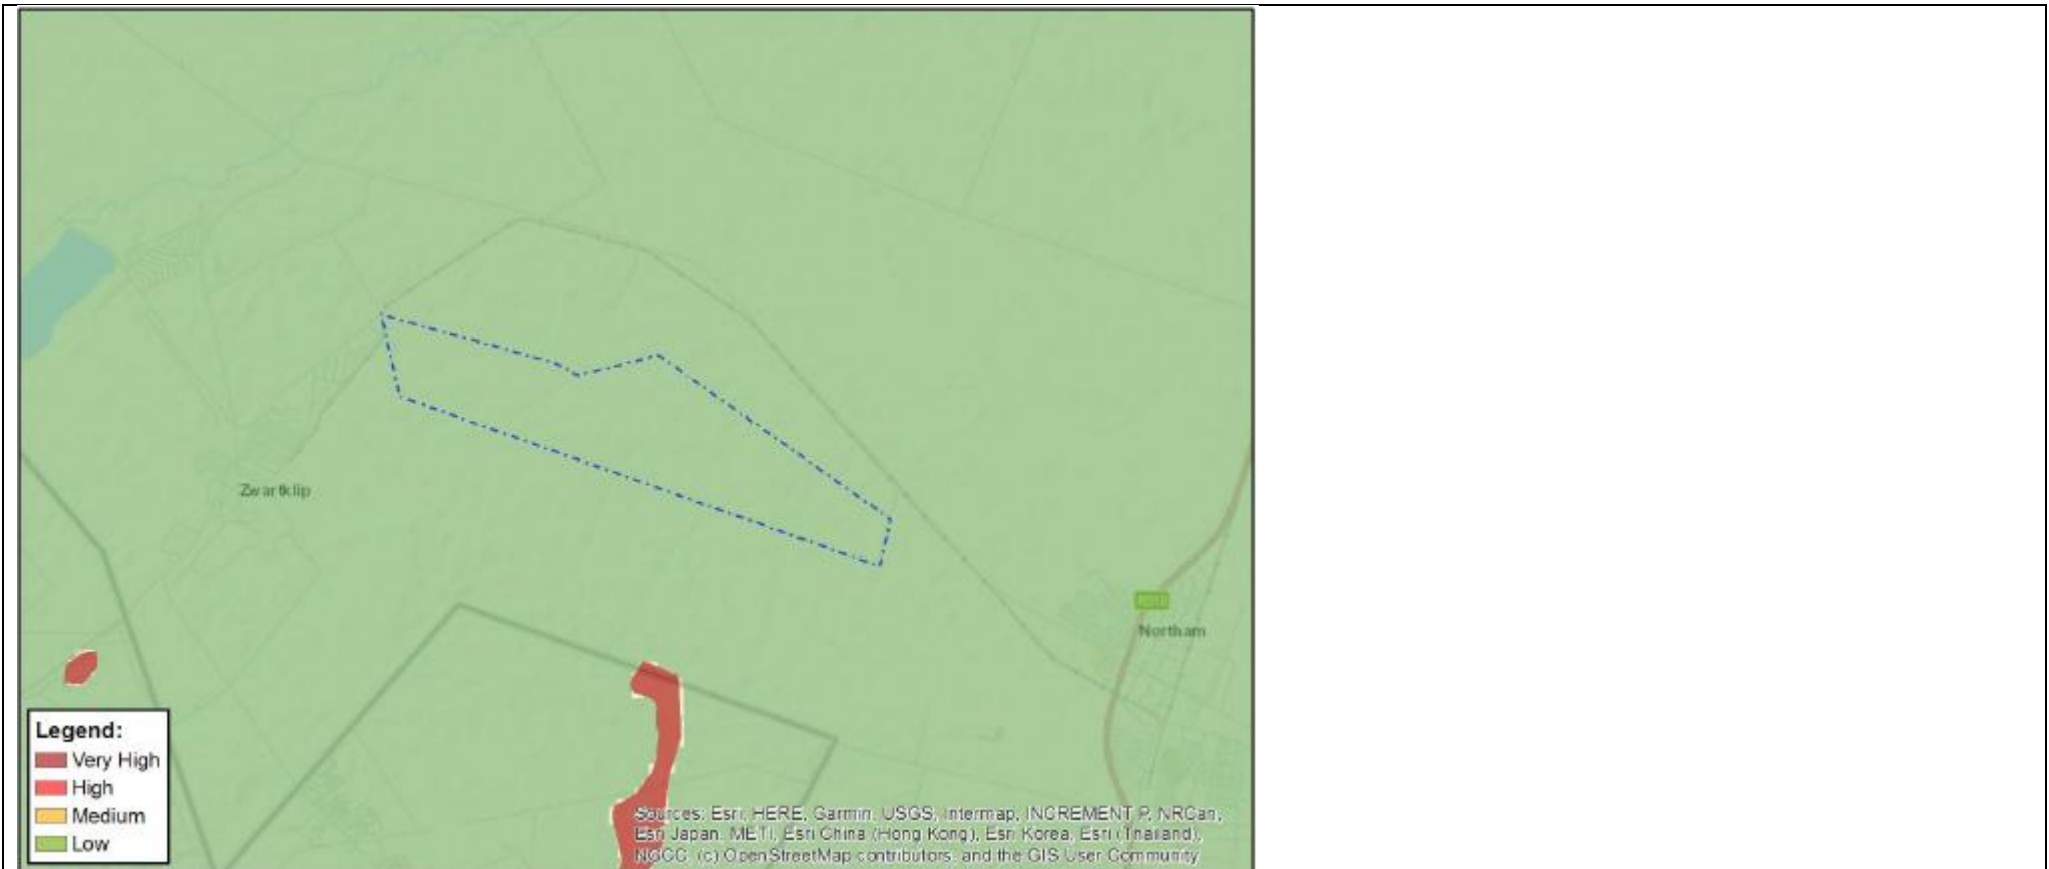 Zwartklip
Northam
Legend:
Very High
High
Medium
Low
Sources: Esri, HERE, Garmin, USGS, Intermap, INCREMENT P, NRCan,
Esri Japan, METI, Esri China (Hong Kong), Esri Korea, Esri (Thailand),
NGCC, (c) OpenStreetMap contributors, and the GIS User Community